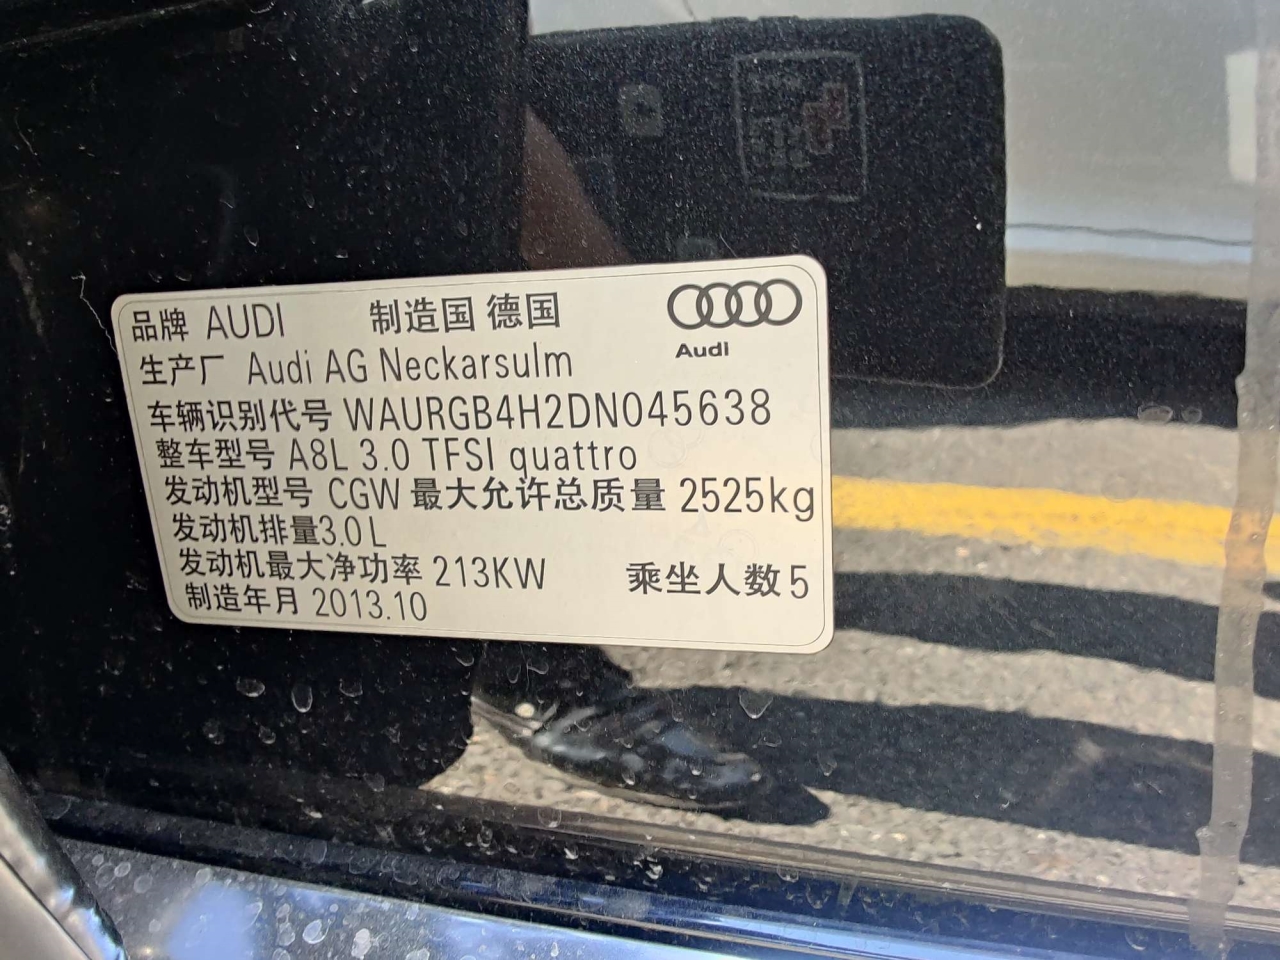 品牌 AUDI 制造国 德国
Audi
生产厂 Audi AG Neckarsulm
车辆识别代号 WAURGB4H2DN045638
整车型号 A8L 3.0 TFSI quattro
发动机型号 CGW 最大允许总质量 2525kg
发动机排量3.0L
发动机最大净功率 213KW 乘坐人数5
制造年月 2013.10